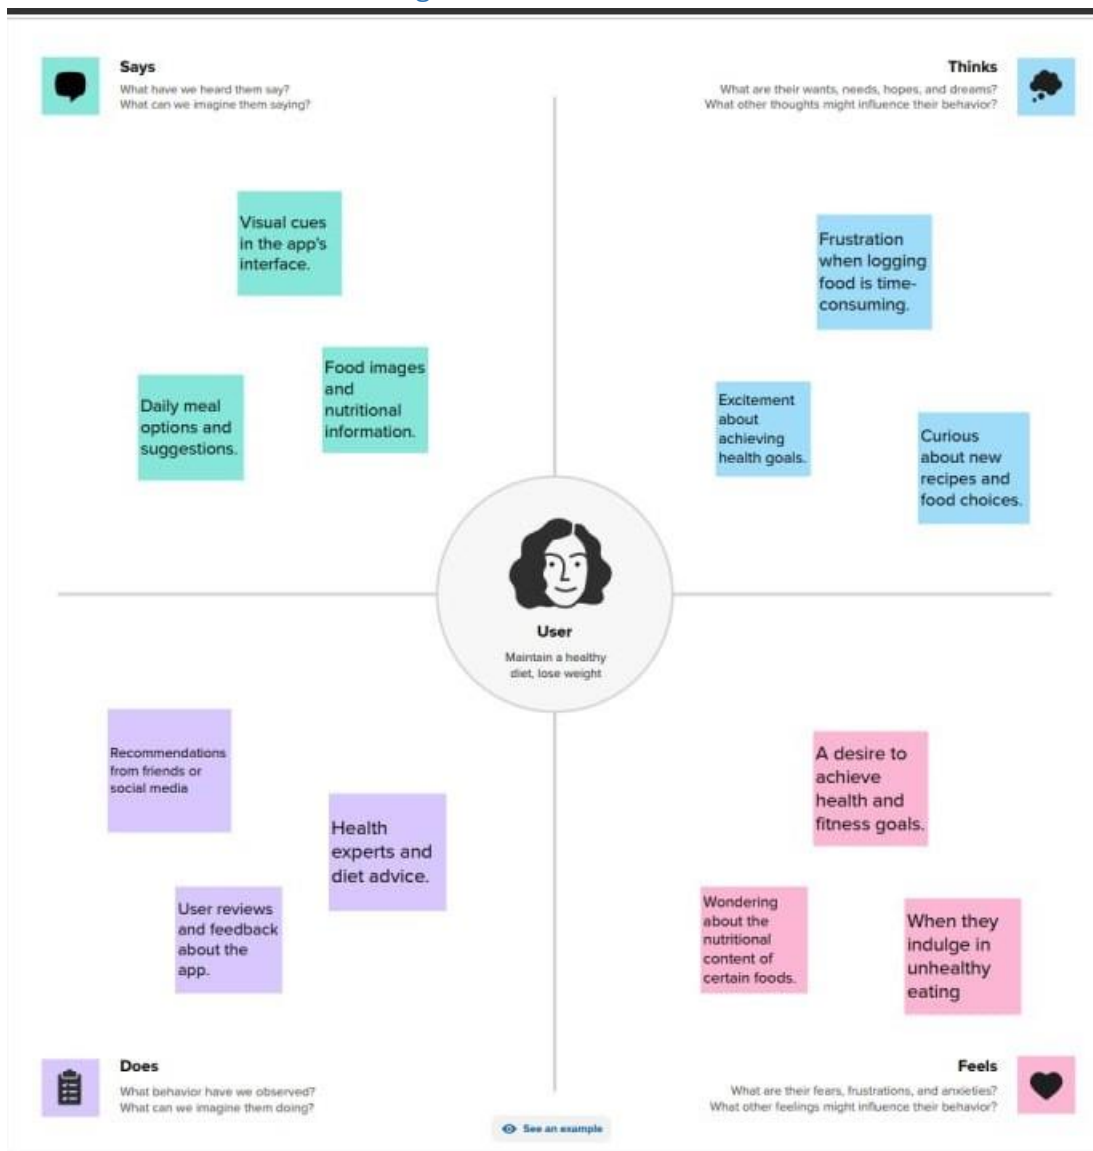 Says
What have we heard them say?
What can we imagine them saying?
Thinks
What are their wants, needs, hopes, and dreams?
What other thoughts might influence their behavior?
Visual cues
in the app's
interface.
Daily meal
options and
suggestions.
Food images
and
nutritional
information.
Frustration
when logging
food is time-
consuming.
Excitement
about
achieving
health goals.
Curious
about new
recipes and
food choices.
User
Maintain a healthy
diet, lose weight
Recommendations
from friends or
social media
Health
experts and
diet advice.
User reviews
and feedback
about the
app.
A desire to
achieve
health and
fitness goals.
Wondering
about the
nutritional
content of
certain foods.
When they
indulge in
unhealthy
eating
Does
What behavior have we observed?
What can we imagine them doing?
Feels
What are their fears, frustrations, and anxieties?
What other feelings might influence their behavior?
See an example